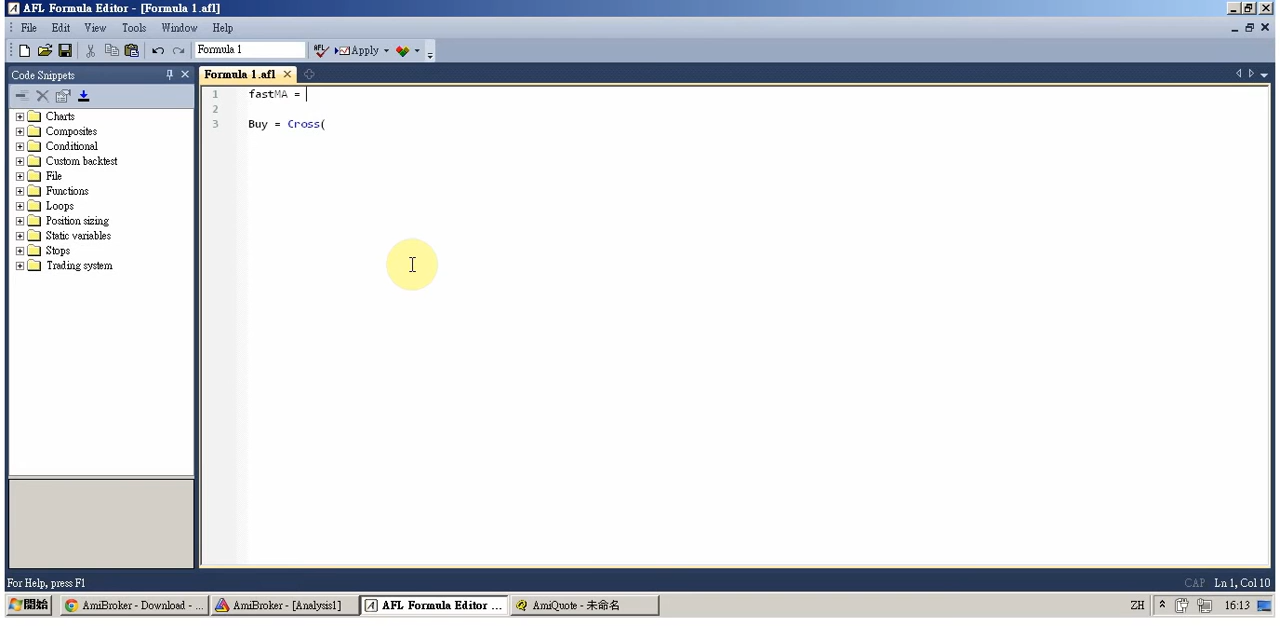 AFL Formula Editor - [Formula 1.afl]
File Edit View Tools Window Help
Formula 1 AFL Apply
Code Snippets
Formula 1.afl
Charts
Composites
Conditional
Custom backtest
File
Functions
Loops
Position sizing
Static variables
Stops
Trading system
1 fastMA =
2
3 Buy = Cross(
For Help, press F1
CAP Ln 1, Col 10
開始 AmiBroker - Download - ... AmiBroker - [Analysis1] AFL Formula Editor ... AmiQuote - 未命名 ZH 16:13